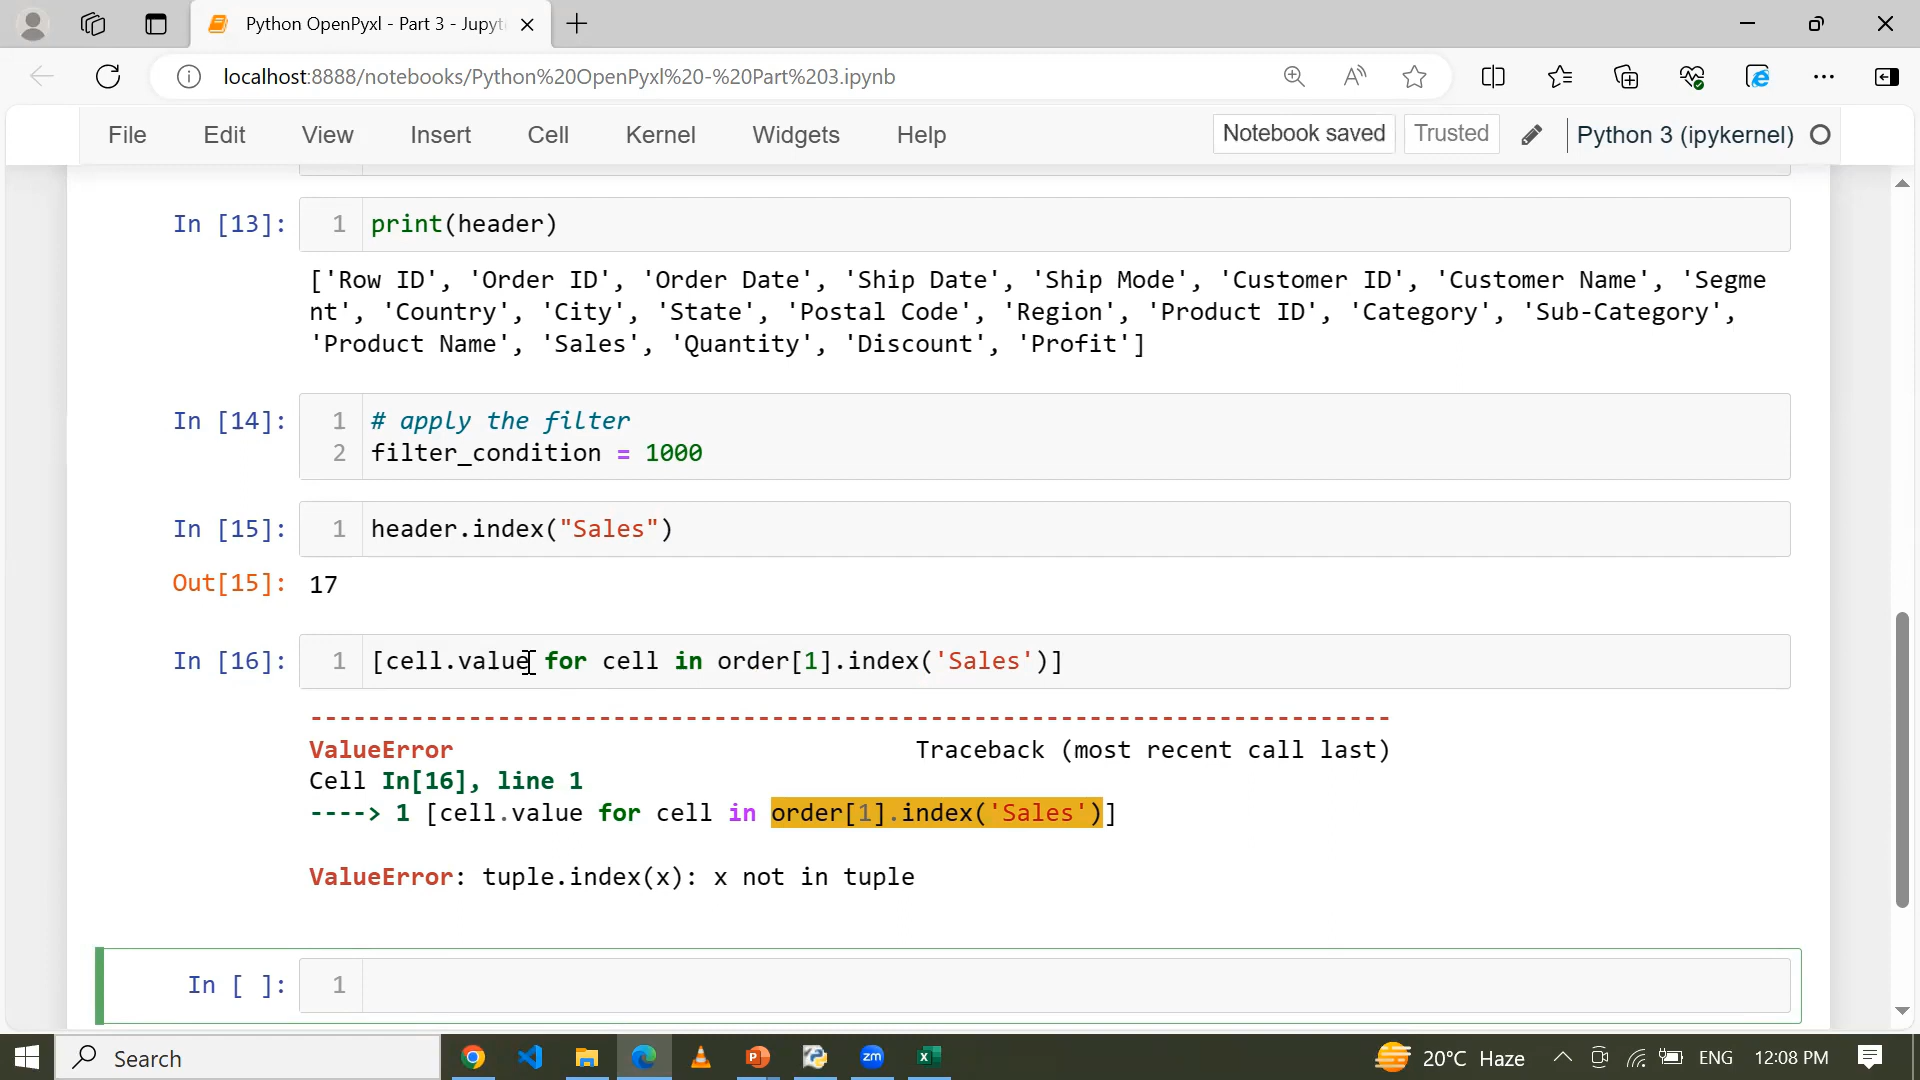 Python OpenPyxl - Part 3 - Jupyt
localhost:8888/notebooks/Python%20OpenPyxl%20-%20Part%203.ipynb
File Edit View Insert Cell Kernel Widgets Help Notebook saved Trusted Python 3 (ipykernel)
In [13]: 1 print(header)
['Row ID', 'Order ID', 'Order Date', 'Ship Date', 'Ship Mode', 'Customer ID', 'Customer Name', 'Segme
nt', 'Country', 'City', 'State', 'Postal Code', 'Region', 'Product ID', 'Category', 'Sub-Category',
'Product Name', 'Sales', 'Quantity', 'Discount', 'Profit']
In [14]: 1 # apply the filter
2 filter_condition = 1000
In [15]: 1 header.index("Sales")
Out[15]: 17
In [16]: 1 [cell.value for cell in order[1].index('Sales')]
---------------------------------------------------------------------------
ValueError Traceback (most recent call last)
Cell In[16], line 1
----> 1 [cell.value for cell in order[1].index('Sales')]
ValueError: tuple.index(x): x not in tuple
In [ ]: 1
Search zm 20°C Haze ENG 12:08 PM